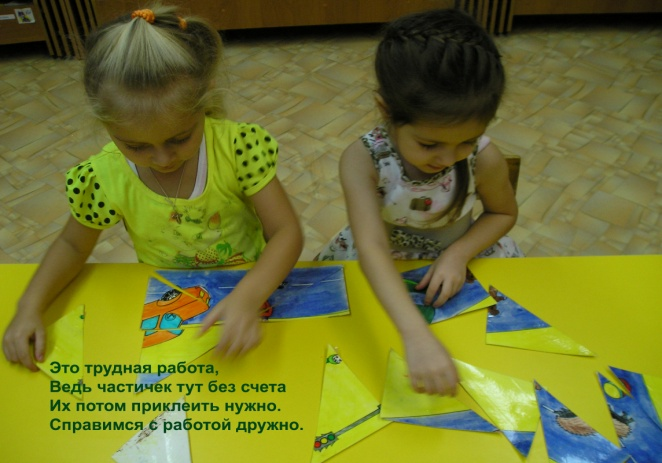 Это трудная работа,
Ведь частичек тут без счета
Их потом приклеить нужно.
Справимся с работой дружно.